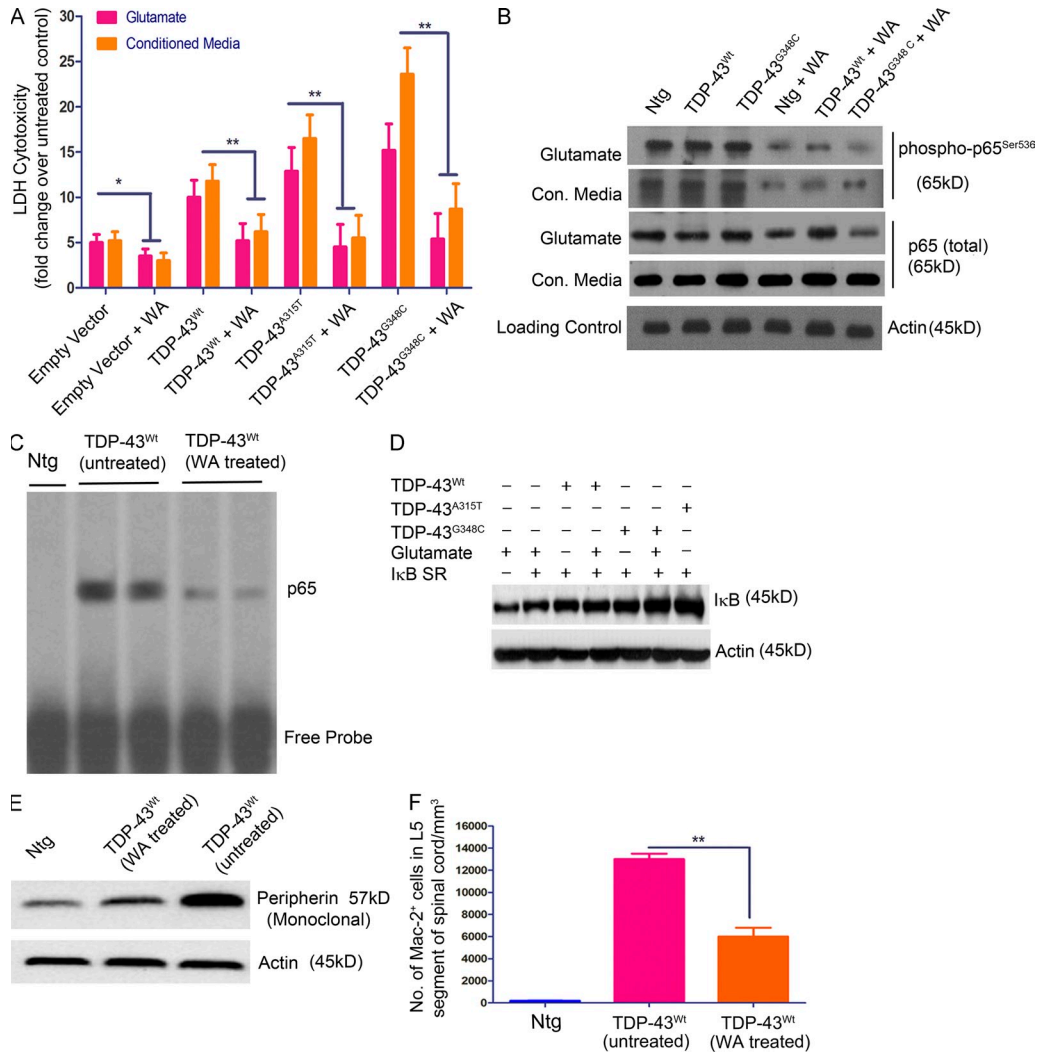 A
LDH Cytotoxicity
(fold change over untreated control)
30
25
20
15
10
5
0
Glutamate
Conditioned Media
*
**
**
**
Empty Vector
Empty Vector + WA
TDP-43Wt
TDP-43Wt + WA
TDP-43A315T
TDP-43A315T + WA
TDP-43G348C
TDP-43G348C + WA
B
Ntg
TDP-43Wt
TDP-43G348C
Ntg + WA
TDP-43Wt + WA
TDP-43G348 C + WA
Glutamate
Con. Media
phospho-p65Ser536
(65kD)
Glutamate
Con. Media
p65 (total)
(65kD)
Loading Control
Actin(45kD)
C
Ntg
TDP-43Wt
(untreated)
TDP-43Wt
(WA treated)
p65
Free Probe
D
TDP-43Wt – – + + – – –
TDP-43A315T – – – – – – +
TDP-43G348C – – – – + + –
Glutamate + + – + – + –
IκB SR – + + + + + +
IκB (45kD)
Actin (45kD)
E
Ntg
TDP-43Wt
(WA treated)
TDP-43Wt
(untreated)
Peripherin 57kD
(Monoclonal)
Actin (45kD)
F
No. of Mac-2+ cells in L5
segment of spinal cord/mm3
16000
14000
12000
10000
8000
6000
4000
2000
0
**
Ntg
TDP-43Wt
(untreated)
TDP-43Wt
(WA treated)